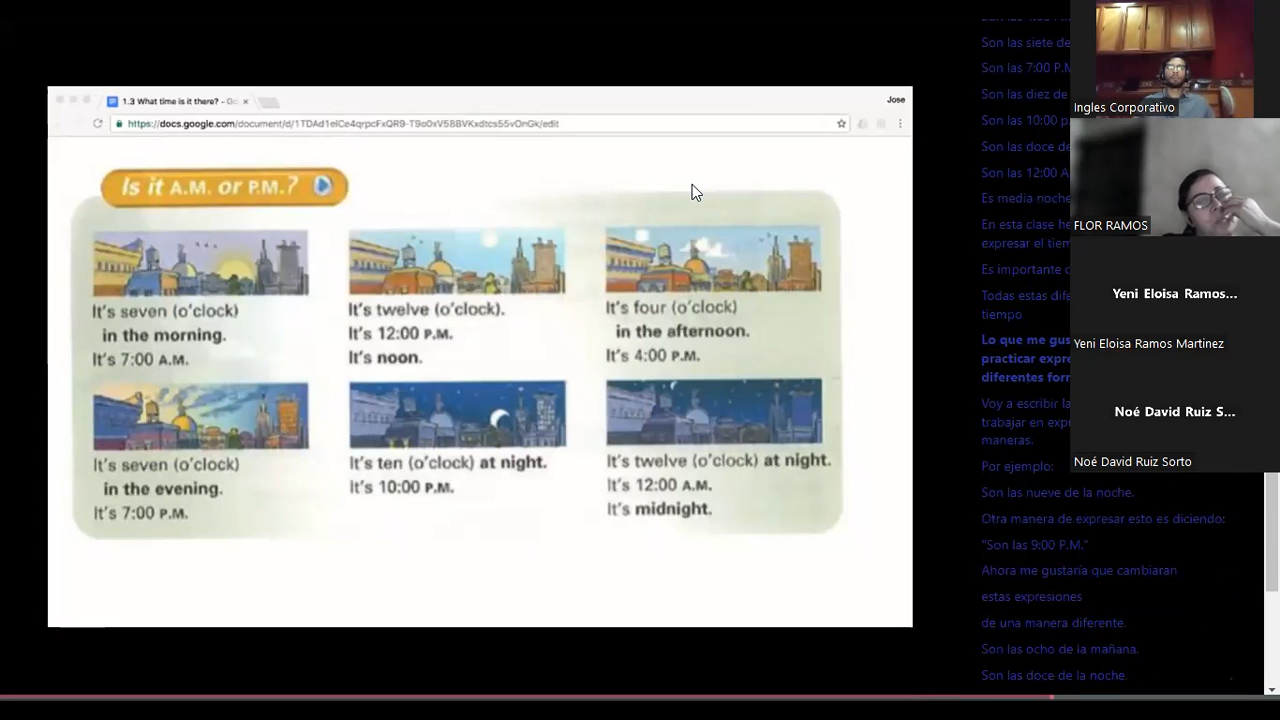 1.3 What time is it there? - Go
Jose
https://docs.google.com/document/d/
Is it A.M. or P.M.?
It's seven (o'clock)
in the morning.
It's 7:00 A.M.
It's twelve (o'clock).
It's 12:00 P.M.
It's noon.
It's four (o'clock)
in the afternoon.
It's 4:00 P.M.
It's seven (o'clock)
in the evening.
It's 7:00 P.M.
It's ten (o'clock) at night.
It's 10:00 P.M.
It's twelve (o'clock) at night.
It's 12:00 A.M.
It's midnight.
Son las siete de
Son las 7:00 P.M
Son las diez de
Son las 10:00 p
Son las doce de
Son las 12:00 A
Es media noche
En esta clase he
expresar el tiem
Es importante
Todas estas dife
tiempo
Lo que me gus
practicar expre
diferentes form
Voy a escribir la
trabajar en expr
maneras.
Por ejemplo:
Son las nueve de la noche.
Otra manera de expresar esto es diciendo:
"Son las 9:00 P.M."
Ahora me gustaría que cambiaran
estas expresiones
de una manera diferente.
Son las ocho de la mañana.
Son las doce de la noche.
Ingles Corporativo
FLOR RAMOS
Yeni Eloisa Ramos...
Yeni Eloisa Ramos Martinez
Noé David Ruiz S...
Noé David Ruiz Sorto